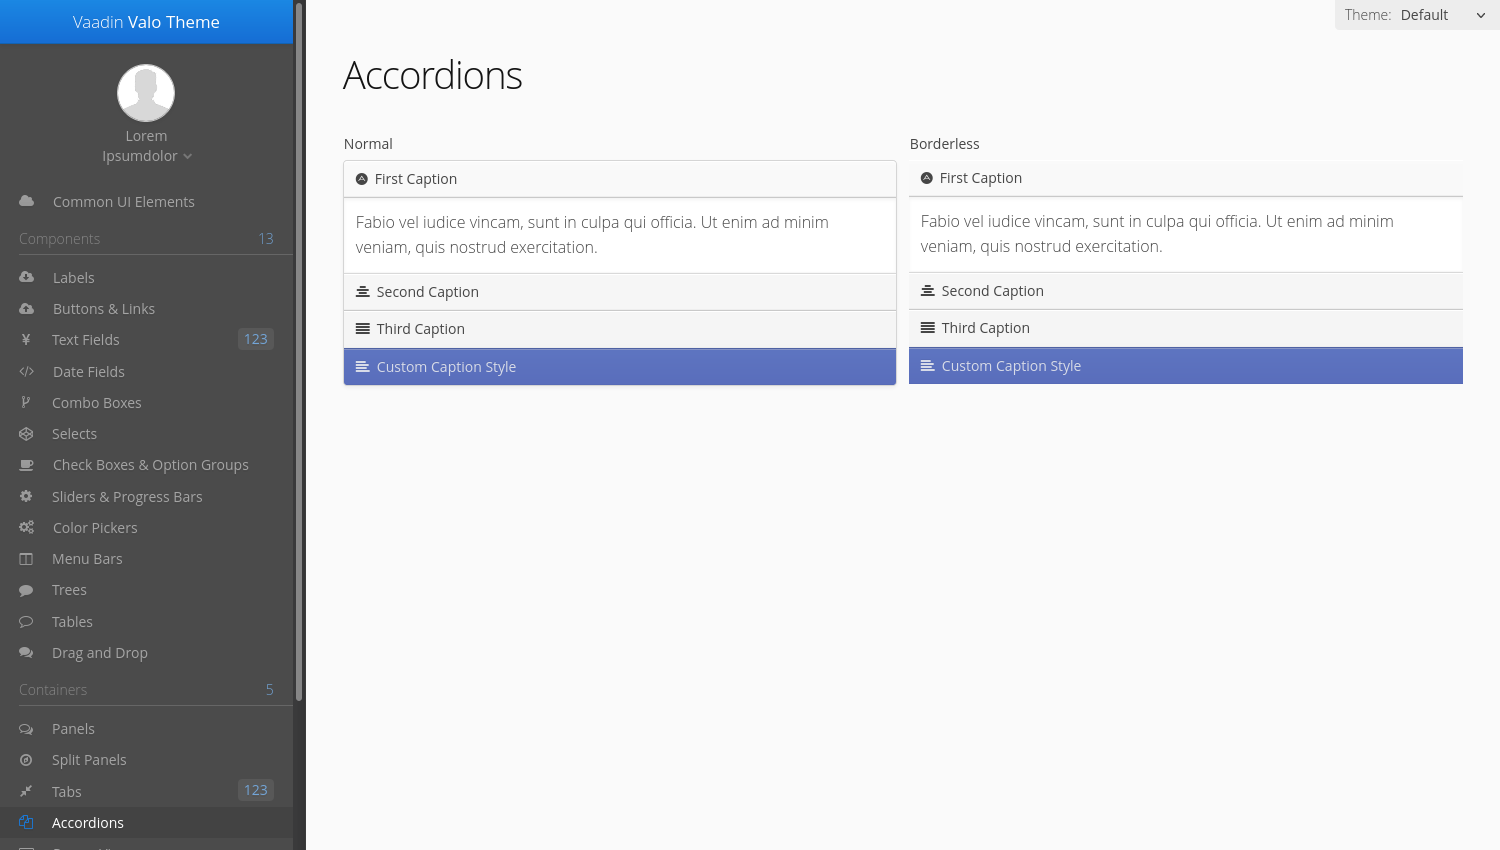 Vaadin Valo Theme
Lorem
Ipsumdolor
Common UI Elements
Components 13
Labels
Buttons & Links
Text Fields 123
Date Fields
Combo Boxes
Selects
Check Boxes & Option Groups
Sliders & Progress Bars
Color Pickers
Menu Bars
Trees
Tables
Drag and Drop
Containers 5
Panels
Split Panels
Tabs 123
Accordions
Theme: Default
Accordions
Normal
First Caption
Fabio vel iudice vincam, sunt in culpa qui officia. Ut enim ad minim
veniam, quis nostrud exercitation.
Second Caption
Third Caption
Custom Caption Style
Borderless
First Caption
Fabio vel iudice vincam, sunt in culpa qui officia. Ut enim ad minim
veniam, quis nostrud exercitation.
Second Caption
Third Caption
Custom Caption Style